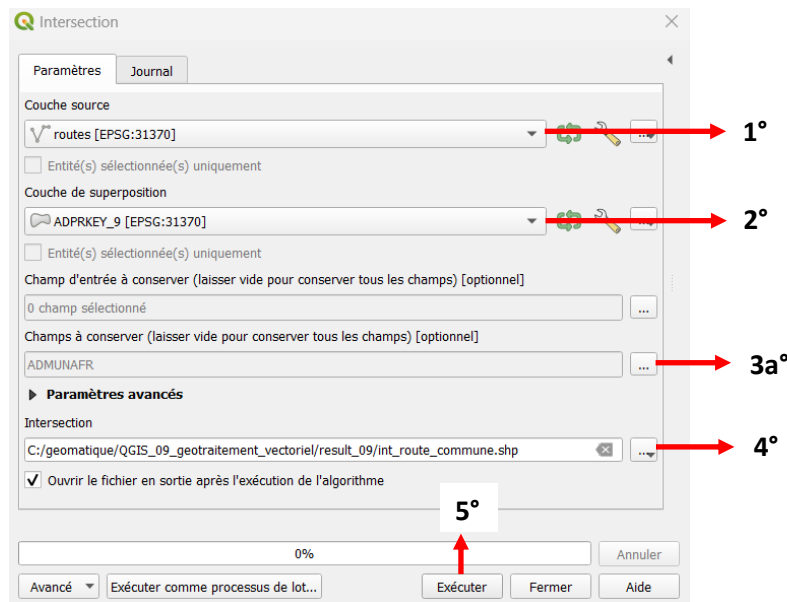 Intersection
Paramètres Journal
Couche source
routes [EPSG:31370] ... 1°
Entité(s) sélectionnée(s) uniquement
Couche de superposition
ADPRKEY_9 [EPSG:31370] ... 2°
Entité(s) sélectionnée(s) uniquement
Champ d'entrée à conserver (laisser vide pour conserver tous les champs) [optionnel]
0 champ sélectionné ...
Champs à conserver (laisser vide pour conserver tous les champs) [optionnel]
ADMUNAFR ... 3a°
Paramètres avancés
Intersection
C:/geomatique/QGIS_09_geotraitement_vectoriel/result_09/int_route_commune.shp ... 4°
Ouvrir le fichier en sortie après l'exécution de l'algorithme
5°
0% Annuler
Avancé Exécuter comme processus de lot... Exécuter Fermer Aide